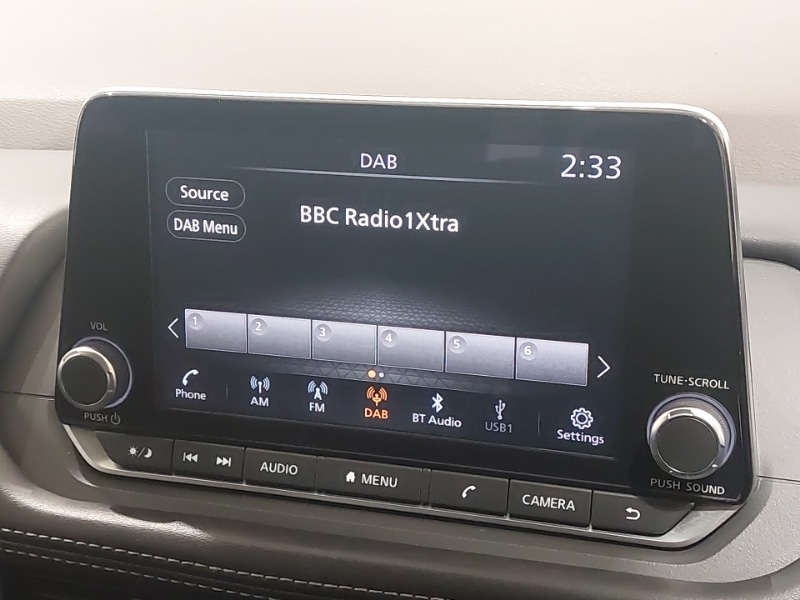 DAB 2:33
Source
BBC Radio1Xtra
DAB Menu
1 2 3 4 5 6
VOL
TUNE·SCROLL
Phone AM FM DAB BT Audio USB1 Settings
PUSH
PUSH SOUND
AUDIO MENU CAMERA